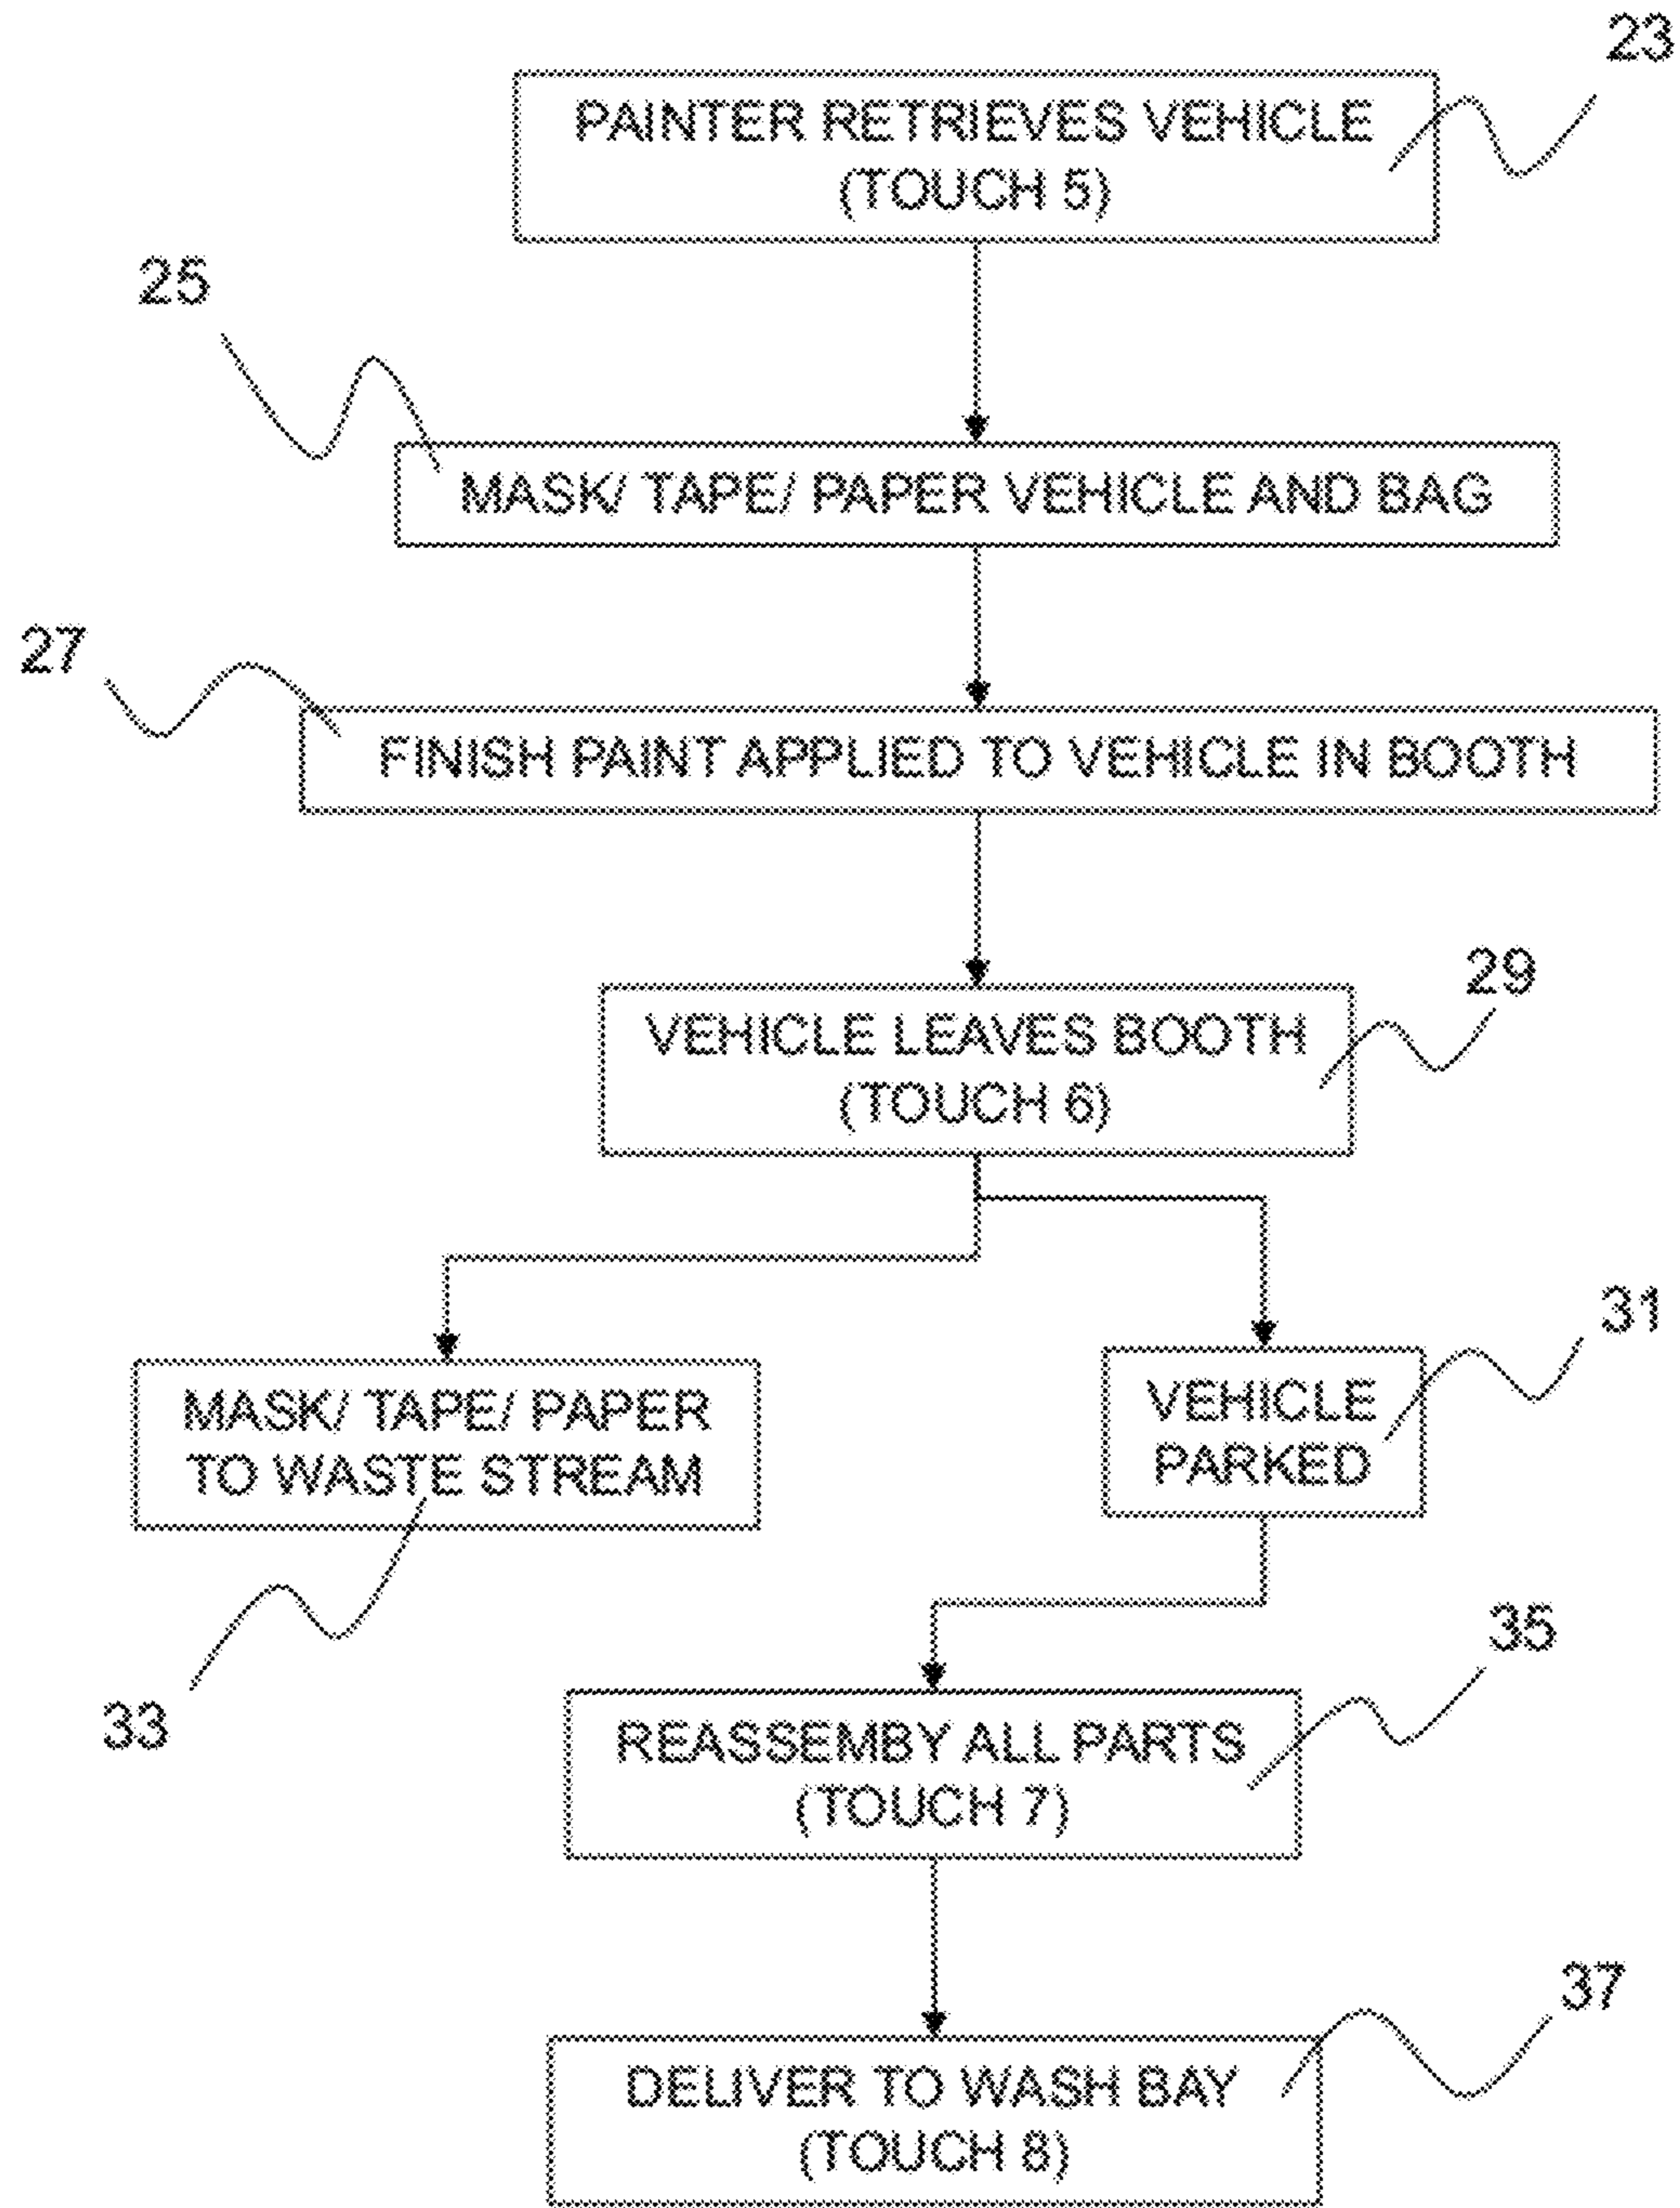 23
PAINTER RETRIEVES VEHICLE
(TOUCH 5)
25
MASK/ TAPE/ PAPER VEHICLE AND BAG
27
FINISH PAINT APPLIED TO VEHICLE IN BOOTH
29
VEHICLE LEAVES BOOTH
(TOUCH 6)
31
MASK/ TAPE/ PAPER
TO WASTE STREAM
VEHICLE
PARKED
33
35
REASSEMBY ALL PARTS
(TOUCH 7)
37
DELIVER TO WASH BAY
(TOUCH 8)